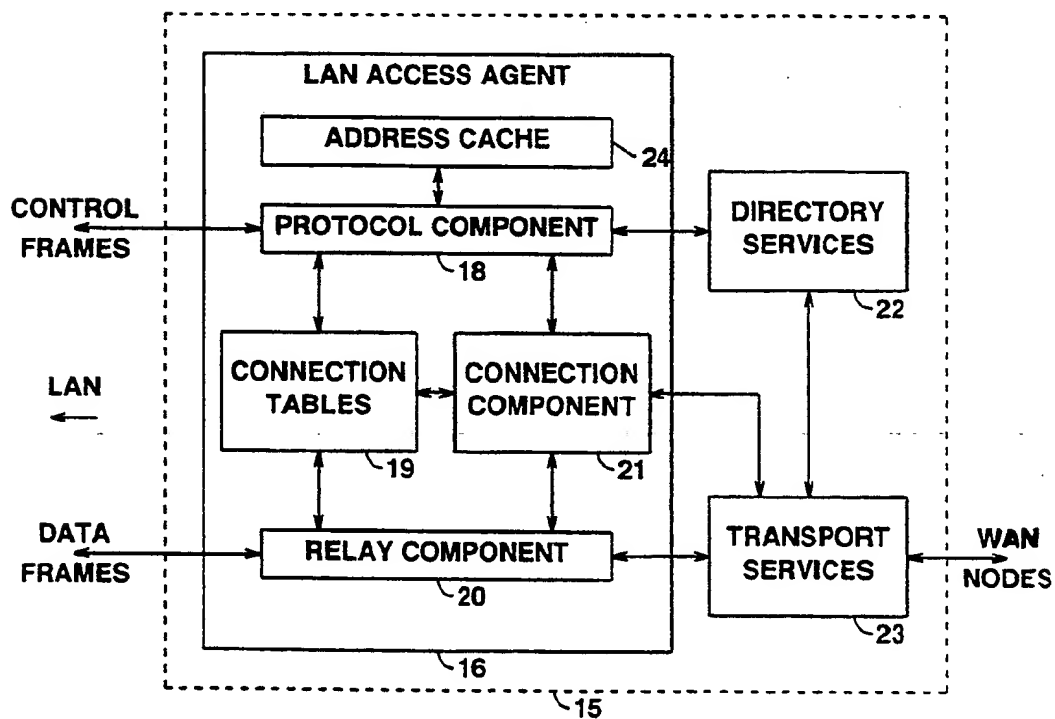 LAN ACCESS AGENT
ADDRESS CACHE
24
CONTROL
FRAMES
PROTOCOL COMPONENT
18
DIRECTORY
SERVICES
22
LAN
CONNECTION
TABLES
19
CONNECTION
COMPONENT
21
DATA
FRAMES
RELAY COMPONENT
20
TRANSPORT
SERVICES
23
WAN
NODES
16
15